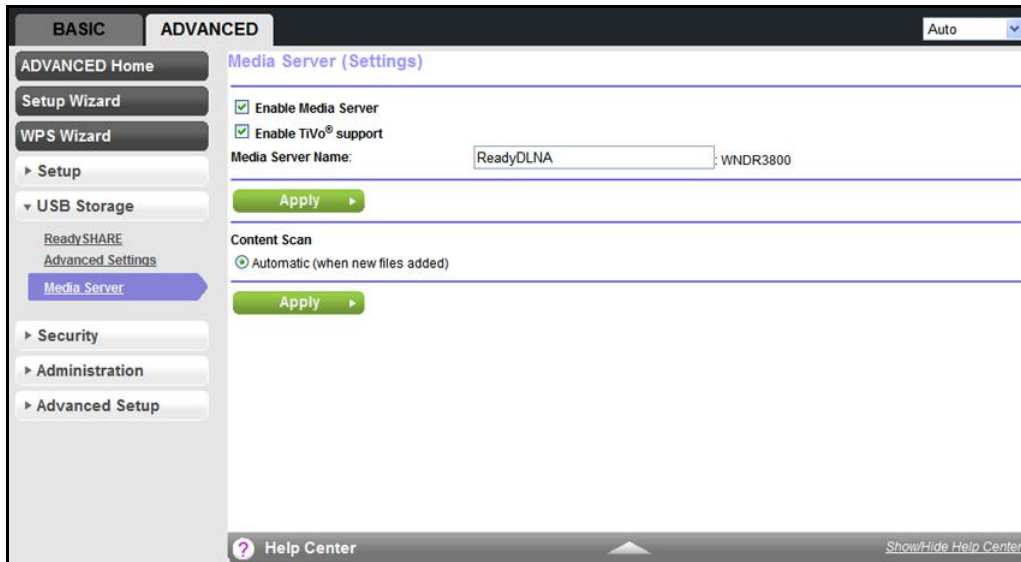 BASIC
ADVANCED
Auto
ADVANCED Home
Setup Wizard
WPS Wizard
Setup
USB Storage
ReadySHARE
Advanced Settings
Media Server
Security
Administration
Advanced Setup
Media Server (Settings)
Enable Media Server
Enable TiVo® support
Media Server Name: ReadyDLNA : WNDR3800
Apply
Content Scan
Automatic (when new files added)
Apply
? Help Center
Show/Hide Help Center